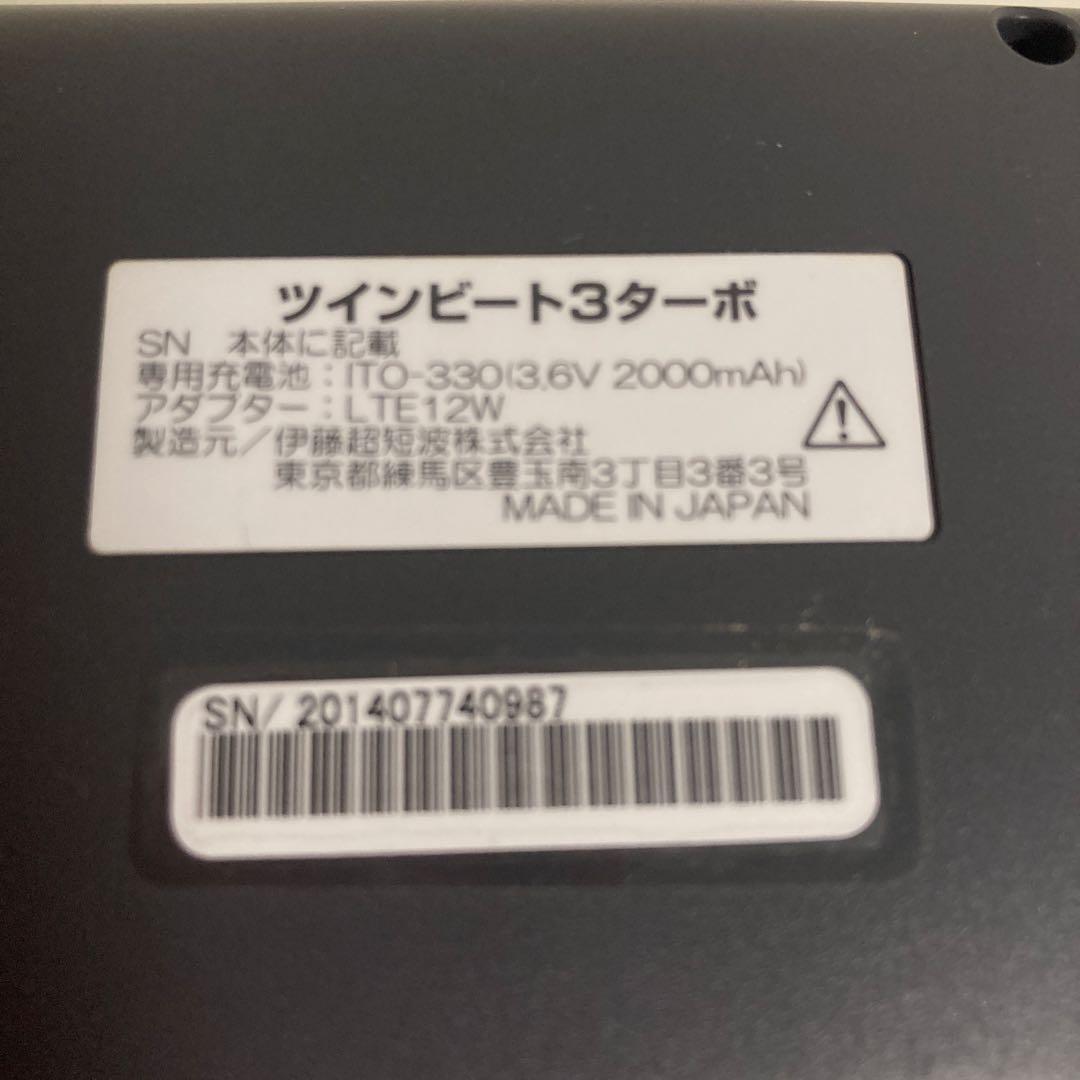 ツインビート3ターボ
SN 本体に記載
専用充電池:ITO-330(3.6V 2000mAh)
アダプター:LTE12W
製造元/伊藤超短波株式会社
東京都練馬区豊玉南3丁目3番3号
MADE IN JAPAN
SN/ 201407740987